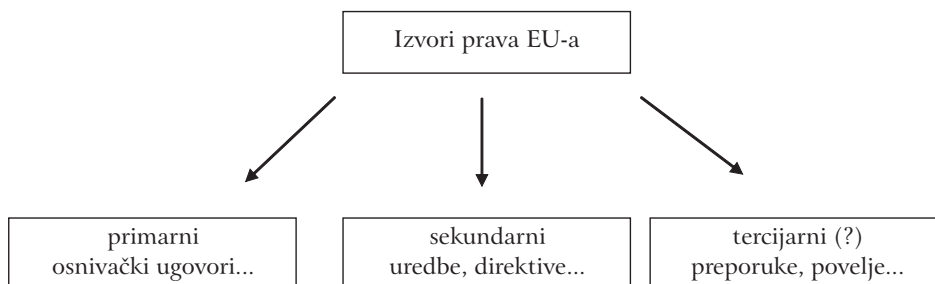 Izvori prava EU-a
primarni
osnivački ugovori...
sekundarni
uredbe, direktive...
tercijarni (?)
preporuke, povelje...